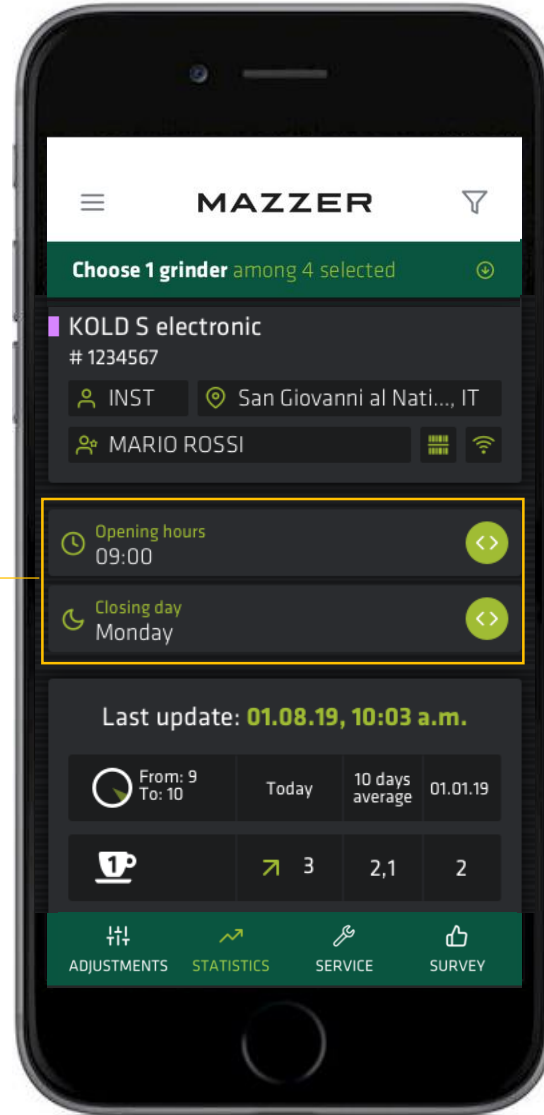 MAZZER
Choose 1 grinder among 4 selected
KOLD S electronic
# 1234567
INST
San Giovanni al Nati..., IT
MARIO ROSSI
Opening hours
09:00
Closing day
Monday
Last update: 01.08.19, 10:03 a.m.
From: 9
To: 10
Today
10 days
average
01.01.19
1
3
2,1
2
ADJUSTMENTS STATISTICS SERVICE SURVEY